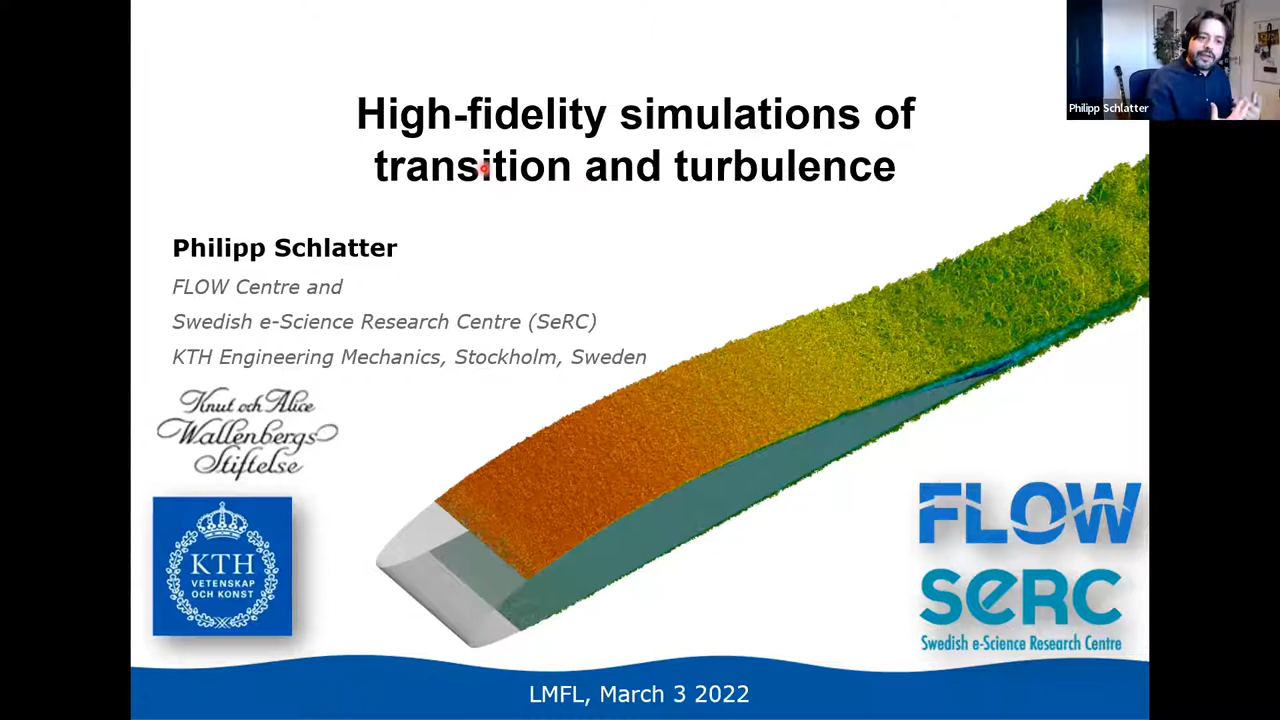 High-fidelity simulations of
transition and turbulence
Philipp Schlatter
Philipp Schlatter
FLOW Centre and
Swedish e-Science Research Centre (SeRC)
KTH Engineering Mechanics, Stockholm, Sweden
Knut och Alice
Wallenbergs
Stiftelse
KTH
VETENSKAP
OCH KONST
FLOW
SeRC
Swedish e-Science Research Centre
LMFL, March 3 2022